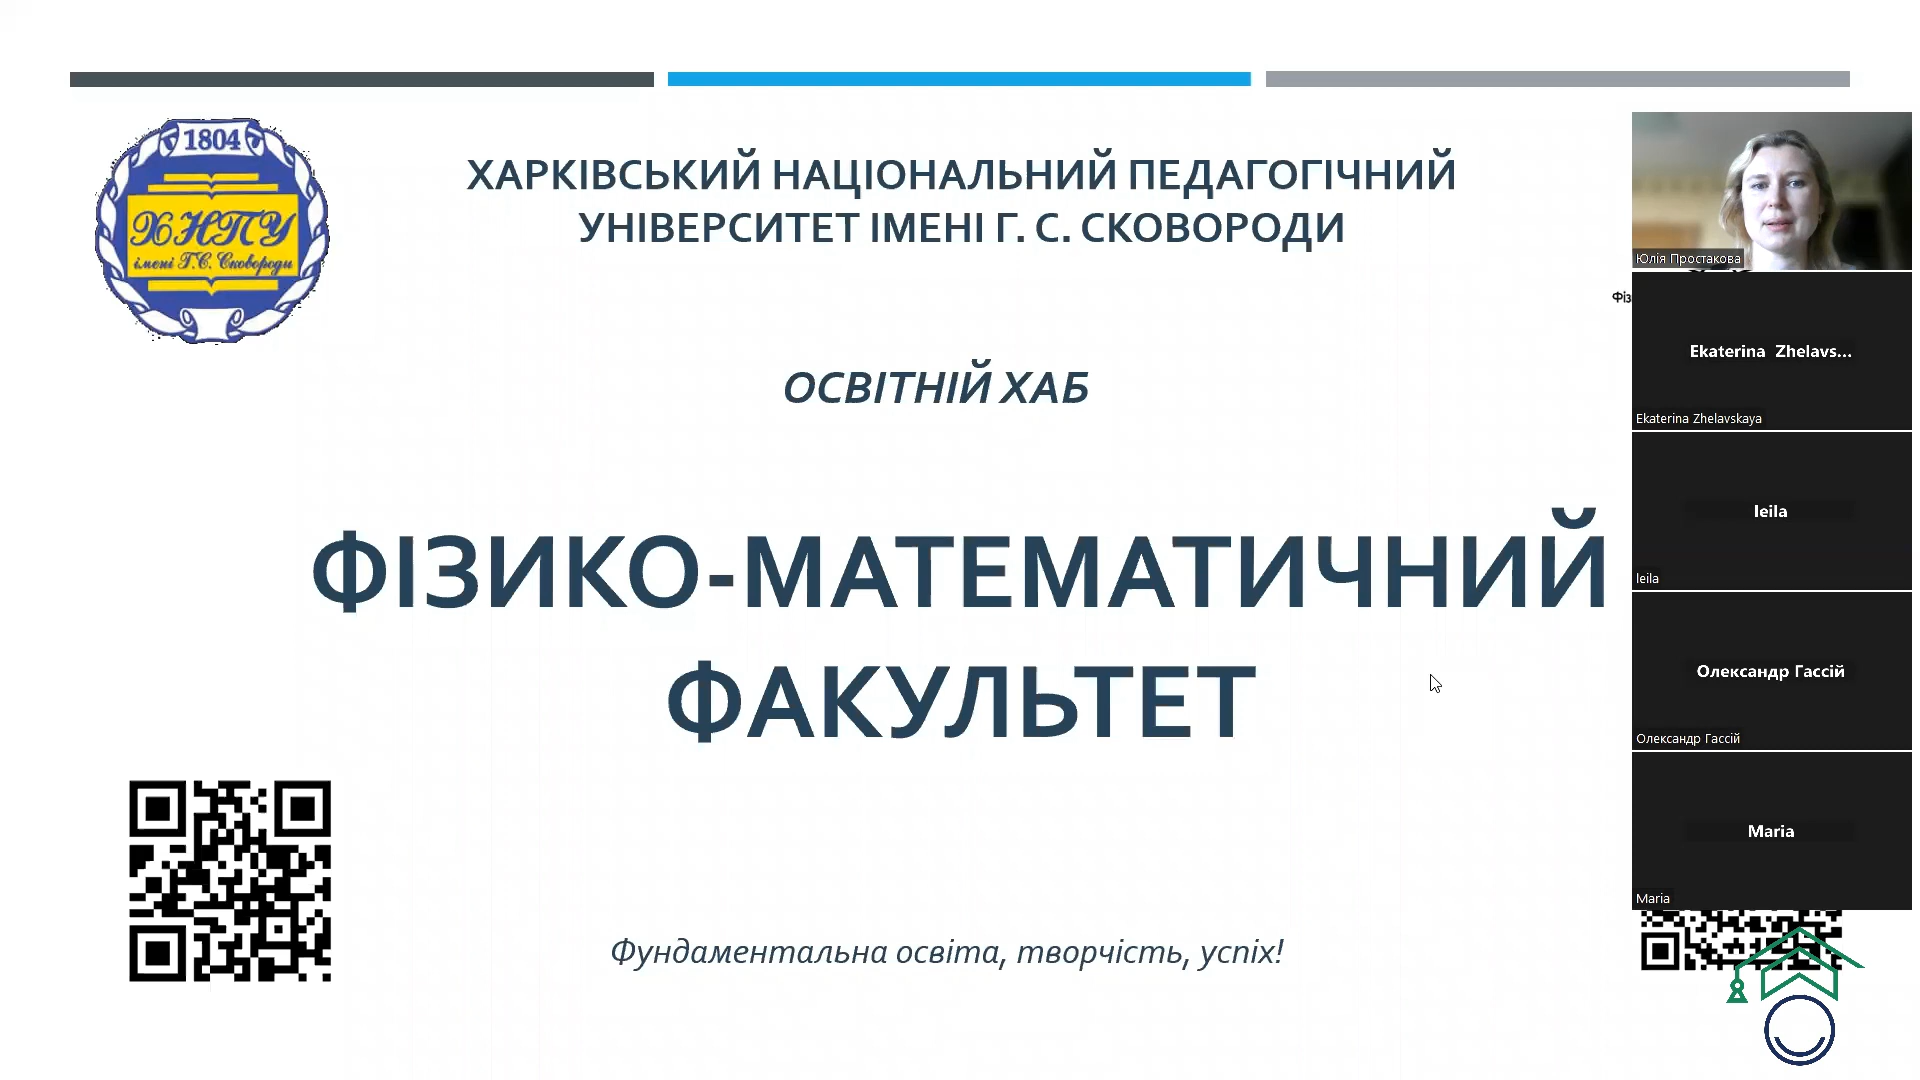 1804
ХНПУ
імені Г.С. Сковороди
ХАРКІВСЬКИЙ НАЦІОНАЛЬНИЙ ПЕДАГОГІЧНИЙ
УНІВЕРСИТЕТ ІМЕНІ Г. С. СКОВОРОДИ
ОСВІТНІЙ ХАБ
ФІЗИКО-МАТЕМАТИЧНИЙ
ФАКУЛЬТЕТ
Фундаментальна освіта, творчість, успіх!
Юлія Простакова
Фіз
Ekaterina Zhelavs...
Ekaterina Zhelavskaya
leila
leila
Олександр Гассій
Олександр Гассій
Maria
Maria